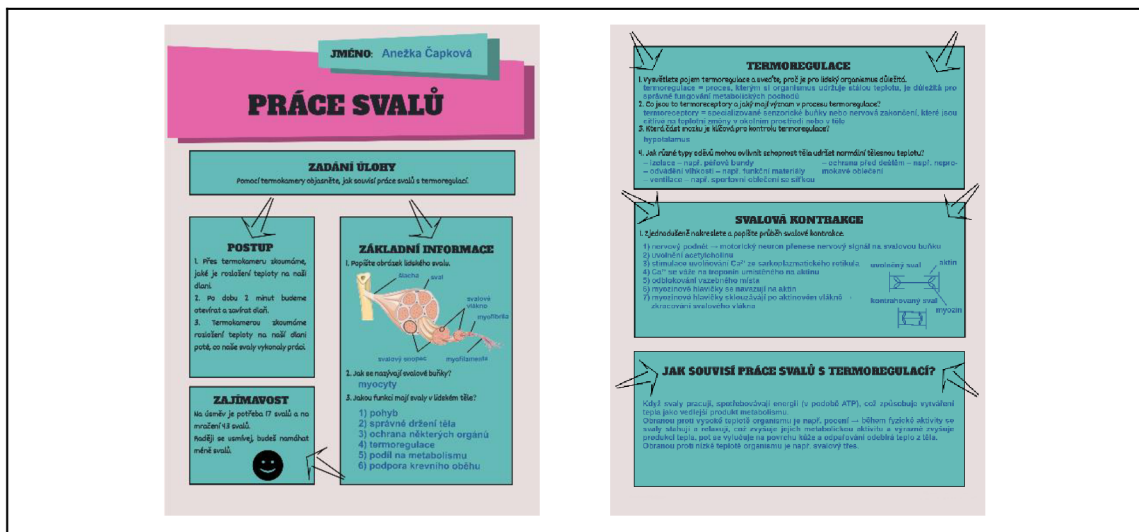 JMÉNO: Anežka Čapková
PRÁCE SVALŮ
ZADÁNÍ ÚLOHY
Pomocí termokamery objasněte, jak souvisí práce svalů s termoregulací.
POSTUP
1. Přes termokameru zkoumáme,
jaké je rozložení teploty na naší
dlani.
2. Po dobu 2 minut budeme
otevírat a zavírat dlaň.
3. Termokamerou zkoumáme
rozložení teploty na naší dlani
poté, co naše svaly vykonaly práci.
ZAJÍMAVOST
Na úsměv je potřeba 17 svalů a na
mračení 43 svalů.
Raději se usmívej, budeš namáhat
méně svalů.
ZÁKLADNÍ INFORMACE
1. Popište obrázek lidského svalu.
šlacha
sval
svalové
vlákno
myofibrila
svalový snopec
myofilamenta
2. Jak se nazývají svalové buňky?
myocyty
3. Jakou funkci mají svaly v lidském těle?
1) pohyb
2) správné držení těla
3) ochrana některých orgánů
4) termoregulace
5) podíl na metabolismu
6) podpora krevního oběhu
TERMOREGULACE
1. Vysvětlete pojem termoregulace a uveďte, proč je pro lidský organismus důležitá.
termoregulace = proces, kterým si organismus udržuje stálou teplotu, je důležitá pro
správné fungování metabolických pochodů
2. Co jsou to termoreceptory a jaký mají význam v procesu termoregulace?
termoreceptory = specializované senzorické buňky nebo nervová zakončení, které jsou
citlivé na teplotní změny v okolním prostředí nebo v těle
3. Která část mozku je klíčová pro kontrolu termoregulace?
hypotalamus
4. Jak různé typy oděvů mohou ovlivnit schopnost těla udržet normální tělesnou teplotu?
– izolace – např. péřové bundy
– odvádění vlhkosti – např. funkční materiály
– ventilace – např. sportovní oblečení se síťkou
– ochrana před deštěm – např. nepro-
mokavé oblečení
SVALOVÁ KONTRAKCE
1. Zjednodušeně nakreslete a popište průběh svalové kontrakce.
1) nervový podnět → motorický neuron přenese nervový signál na svalovou buňku
2) uvolnění acetylcholinu
3) stimulace uvolňování Ca²⁺ ze sarkoplazmatického retikula
4) Ca²⁺ se váže na troponin umístěného na aktinu
5) odblokování vazebného místa
6) myozinové hlavičky se navazují na aktin
7) myozinové hlavičky sklouzávají po aktinovém vlákně -
zkracování svalového vlákna
uvolněný sval
aktin
kontrahovaný sval
myozin
JAK SOUVISÍ PRÁCE SVALŮ S TERMOREGULACÍ?
Když svaly pracují, spotřebovávají energii (v podobě ATP), což způsobuje vytváření
tepla jako vedlejší produkt metabolismu.
Obranou proti vysoké teplotě organismu je např. pocení → během fyzické aktivity se
svaly stahují a relaxují, což zvyšuje jejich metabolickou aktivitu a výrazně zvyšuje
produkci tepla, pot se vylučuje na povrchu kůže a odpařování odebírá teplo z těla.
Obranou proti nízké teplotě organismu je např. svalový třes.